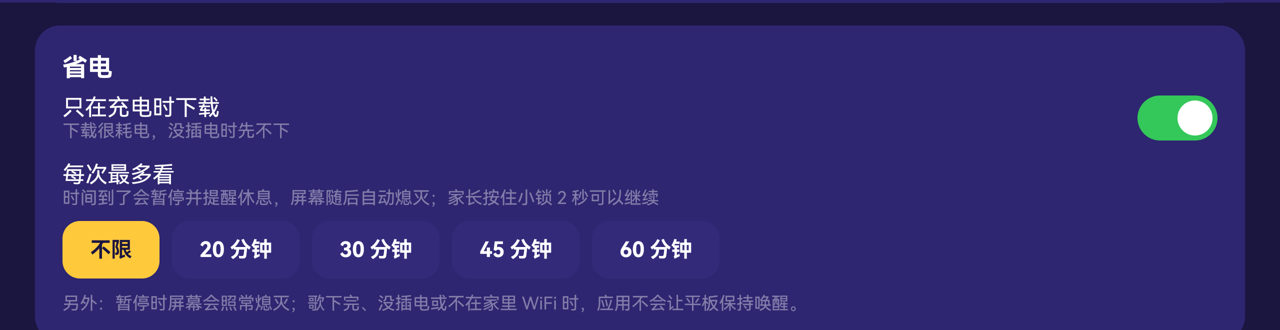 省电
只在充电时下载
下载很耗电，没插电时先不下
每次最多看
时间到了会暂停并提醒休息，屏幕随后自动熄灭；家长按住小锁 2 秒可以继续
不限 20 分钟 30 分钟 45 分钟 60 分钟
另外：暂停时屏幕会照常熄灭；歌下完、没插电或不在家里 WiFi 时，应用不会让平板保持唤醒。